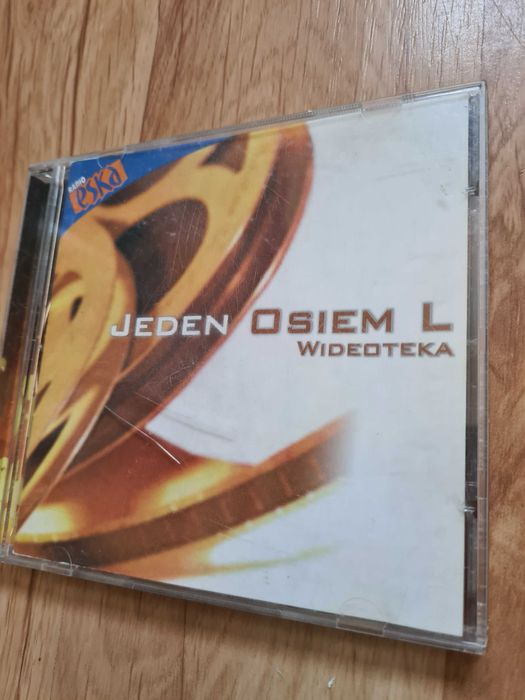 RADIO
eska
JEDEN OSIEM L
WIDEOTEKA